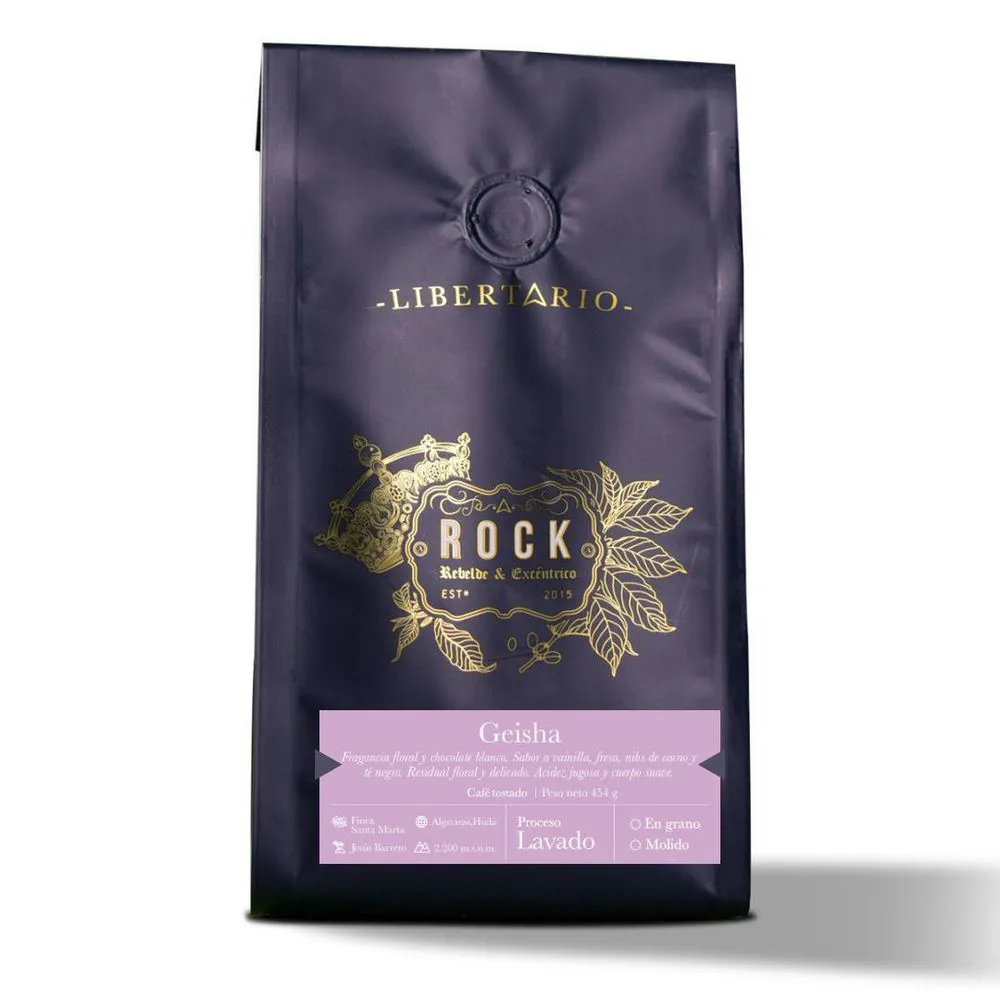 -LIBERTARIO-
ROCK
Rebelde & Excéntrico
EST. 2015
Geisha
Fragancia floral y chocolate blanco. Sabor a vainilla, fresa, nibs de cacao y
té negro. Residual floral y delicado. Acidez jugosa y cuerpo suave.
Café tostado | Peso neto 454 g
Finca
Santa Marta
Algeciras, Huila
Jesús Barreto
2.200 m.s.n.m.
Proceso
Lavado
En grano
Molido